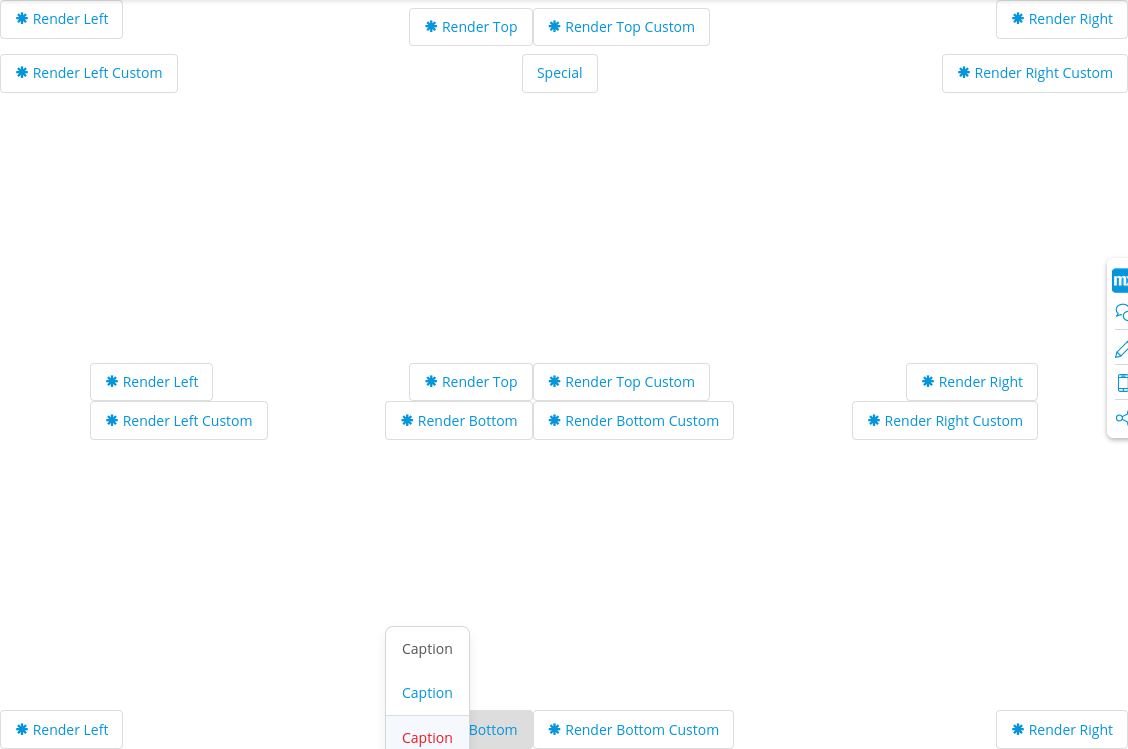 Render Left
Render Top
Render Top Custom
Render Right
Render Left Custom
Special
Render Right Custom
Render Left
Render Top
Render Top Custom
Render Right
Render Left Custom
Render Bottom
Render Bottom Custom
Render Right Custom
Caption
Caption
Caption
Render Left
Bottom
Render Bottom Custom
Render Right